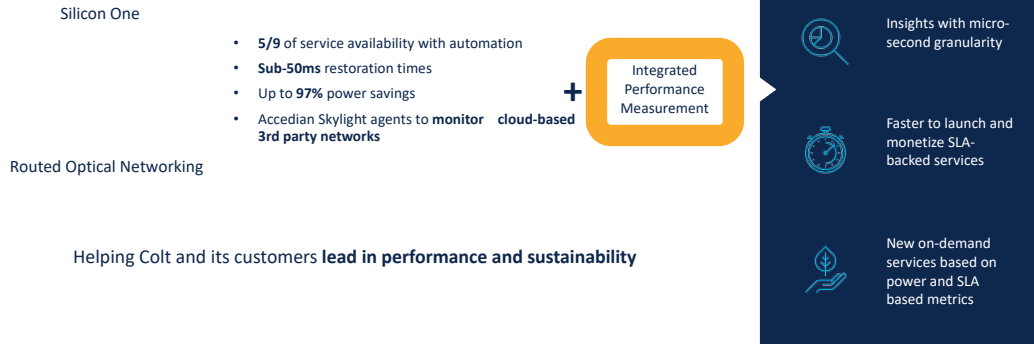 Silicon One
• 5/9 of service availability with automation
• Sub-50ms restoration times
• Up to 97% power savings
• Accedian Skylight agents to monitor cloud-based
3rd party networks
Routed Optical Networking
+
Integrated
Performance
Measurement
Helping Colt and its customers lead in performance and sustainability
Insights with micro-
second granularity
Faster to launch and
monetize SLA-
backed services
New on-demand
services based on
power and SLA
based metrics